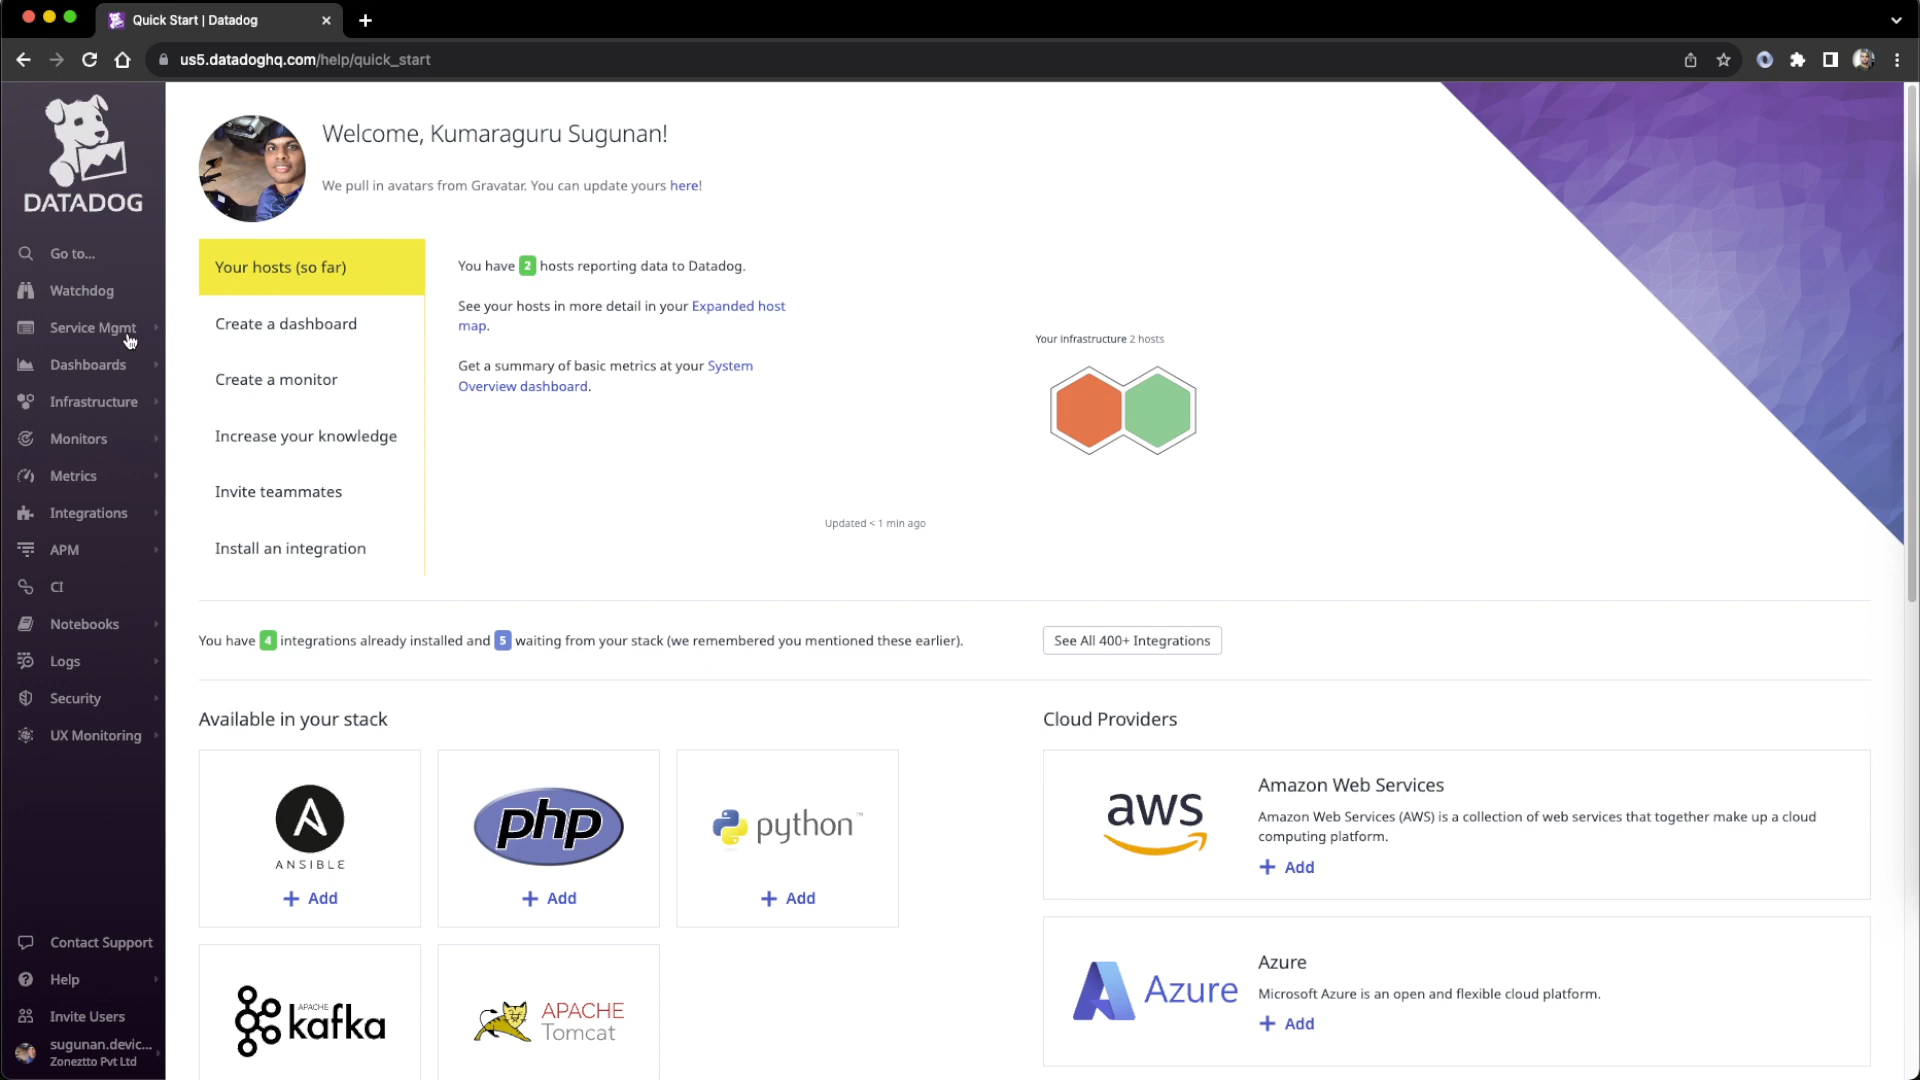 Quick Start | Datadog
us5.datadoghq.com/help/quick_start
DATADOG
Go to...
Watchdog
Service Mgmt
Dashboards
Infrastructure
Monitors
Metrics
Integrations
APM
CI
Notebooks
Logs
Security
UX Monitoring
Contact Support
Help
Invite Users
sugunan.devic...
Zoneztto Pvt Ltd
Welcome, Kumaraguru Sugunan!
We pull in avatars from Gravatar. You can update yours here!
Your hosts (so far)
Create a dashboard
Create a monitor
Increase your knowledge
Invite teammates
Install an integration
You have 2 hosts reporting data to Datadog.
See your hosts in more detail in your Expanded host
map.
Get a summary of basic metrics at your System
Overview dashboard.
Your infrastructure 2 hosts
Updated < 1 min ago
You have 4 integrations already installed and 5 waiting from your stack (we remembered you mentioned these earlier).
See All 400+ Integrations
Available in your stack
ANSIBLE
+ Add
php
+ Add
python™
+ Add
APACHE
kafka
APACHE
Tomcat
Cloud Providers
aws
Amazon Web Services
Amazon Web Services (AWS) is a collection of web services that together make up a cloud
computing platform.
+ Add
Azure
Azure
Microsoft Azure is an open and flexible cloud platform.
+ Add